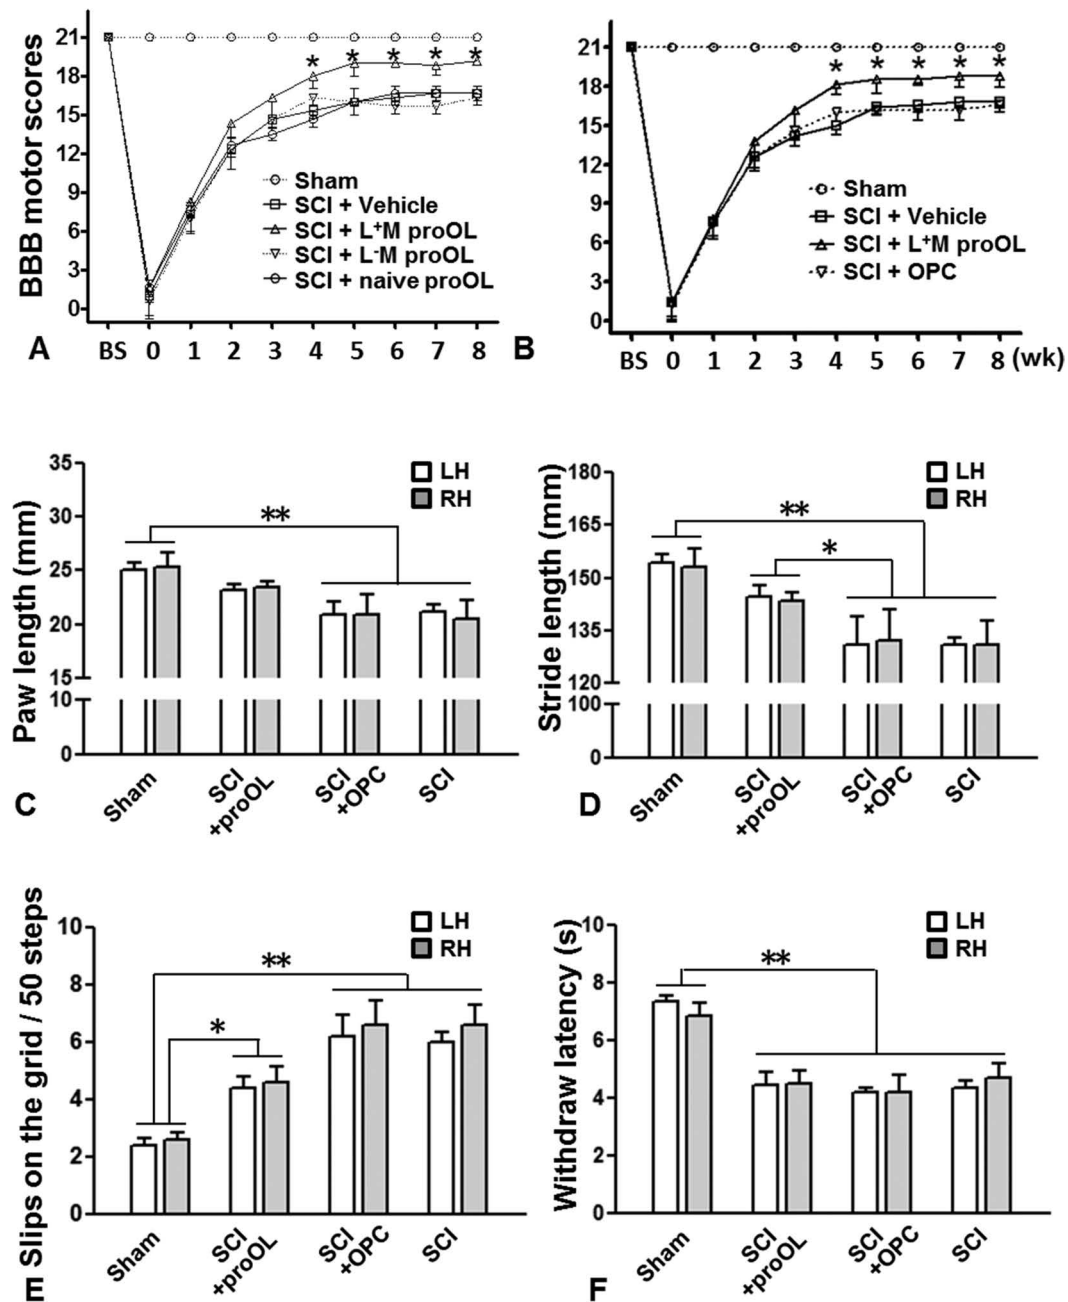 BBB motor scores
21
18
15
12
9
6
3
0
* * * * *
Sham
SCI + Vehicle
SCI + L⁺M proOL
SCI + L⁻M proOL
SCI + naive proOL
A
BS 0 1 2 3 4 5 6 7 8
21
18
15
12
9
6
3
0
* * * * *
Sham
SCI + Vehicle
SCI + L⁺M proOL
SCI + OPC
B
BS 0 1 2 3 4 5 6 7 8 (wk)
Paw length (mm)
35
30
25
20
15
10
0
LH
RH
**
Sham
SCI
+proOL
SCI
+OPC
SCI
C
Stride length (mm)
180
165
150
135
120
100
0
LH
RH
**
*
Sham
SCI
+proOL
SCI
+OPC
SCI
D
Slips on the grid / 50 steps
10
8
6
4
2
0
LH
RH
**
*
Sham
SCI
+proOL
SCI
+OPC
SCI
E
Withdraw latency (s)
10
8
6
4
2
0
LH
RH
**
Sham
SCI
+proOL
SCI
+OPC
SCI
F